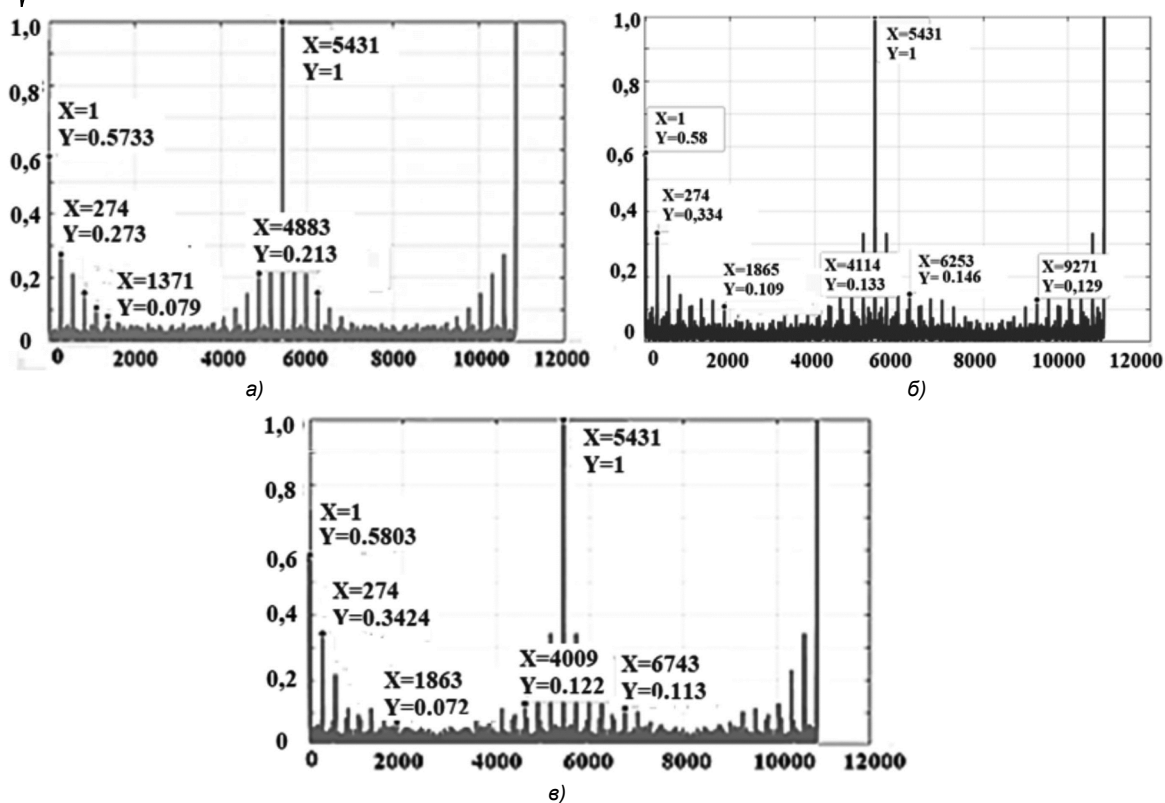 1,0
X=5431
Y=1
0,8
X=1
Y=0.5733
0,6
0,4
X=274
Y=0.273
X=4883
Y=0.213
0,2
X=1371
Y=0.079
0
0 2000 4000 6000 8000 10000 12000
а)
1,0
X=5431
Y=1
0,8
X=1
Y=0.58
0,6
X=274
Y=0,334
0,4
X=1865
Y=0.109
X=4114
Y=0.133
X=6253
Y= 0.146
X=9271
Y=0,129
0,2
0
0 2000 4000 6000 8000 10000 12000
б)
1,0
X=5431
Y=1
0,8
X=1
Y=0.5803
0,6
X=274
Y=0.3424
0,4
X=4009
Y=0.122
X=6743
Y=0.113
X=1863
Y=0.072
0,2
0
0 2000 4000 6000 8000 10000 12000
в)